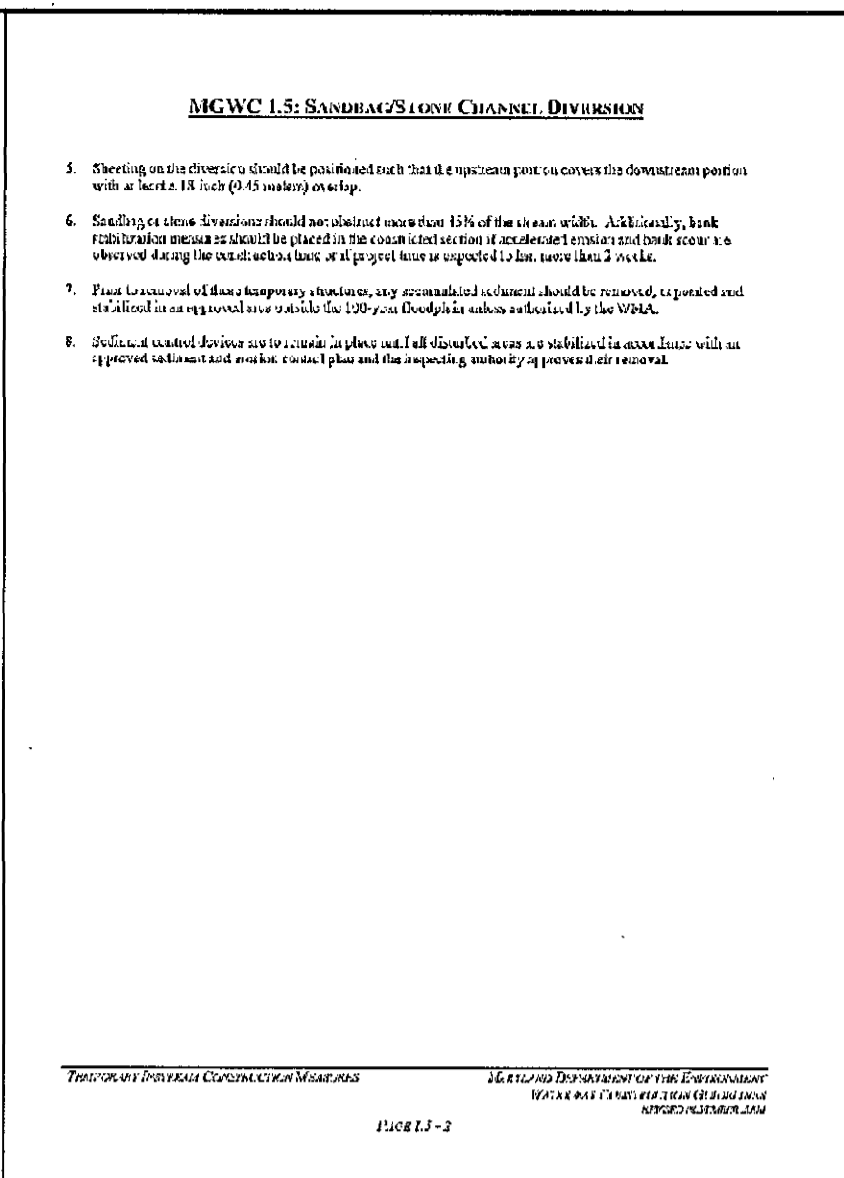 MGWC 1.5: SANDBAG/STONE CHANNEL DIVERSION
5. Sheeting on the diversion should be positioned such that the upstream portion covers the downstream portion
with at least a 18 inch (0.45 meters) overlap.
6. Sandbag or stone diversions should not obstruct more than 45% of the stream width. Additionally, bank
stabilization measures should be placed in the constricted section if accelerated erosion and bank scour are
observed during the construction time or if project time is expected to last more than 2 weeks.
7. Prior to removal of these temporary structures, any accumulated sediment should be removed, and
stabilized in an approved area outside the 100-year floodplain unless authorized by the WMA.
8. Sediment control devices are to remain in place until all disturbed areas are stabilized in accordance with an
approved sediment and erosion control plan and the inspecting authority approves their removal.
TEMPORARY INSTREAM CONSTRUCTION MEASURES
MARYLAND DEPARTMENT OF THE ENVIRONMENT
WATERWAY CONSTRUCTION GUIDELINES
REVISED
PAGE 1.5 - 2